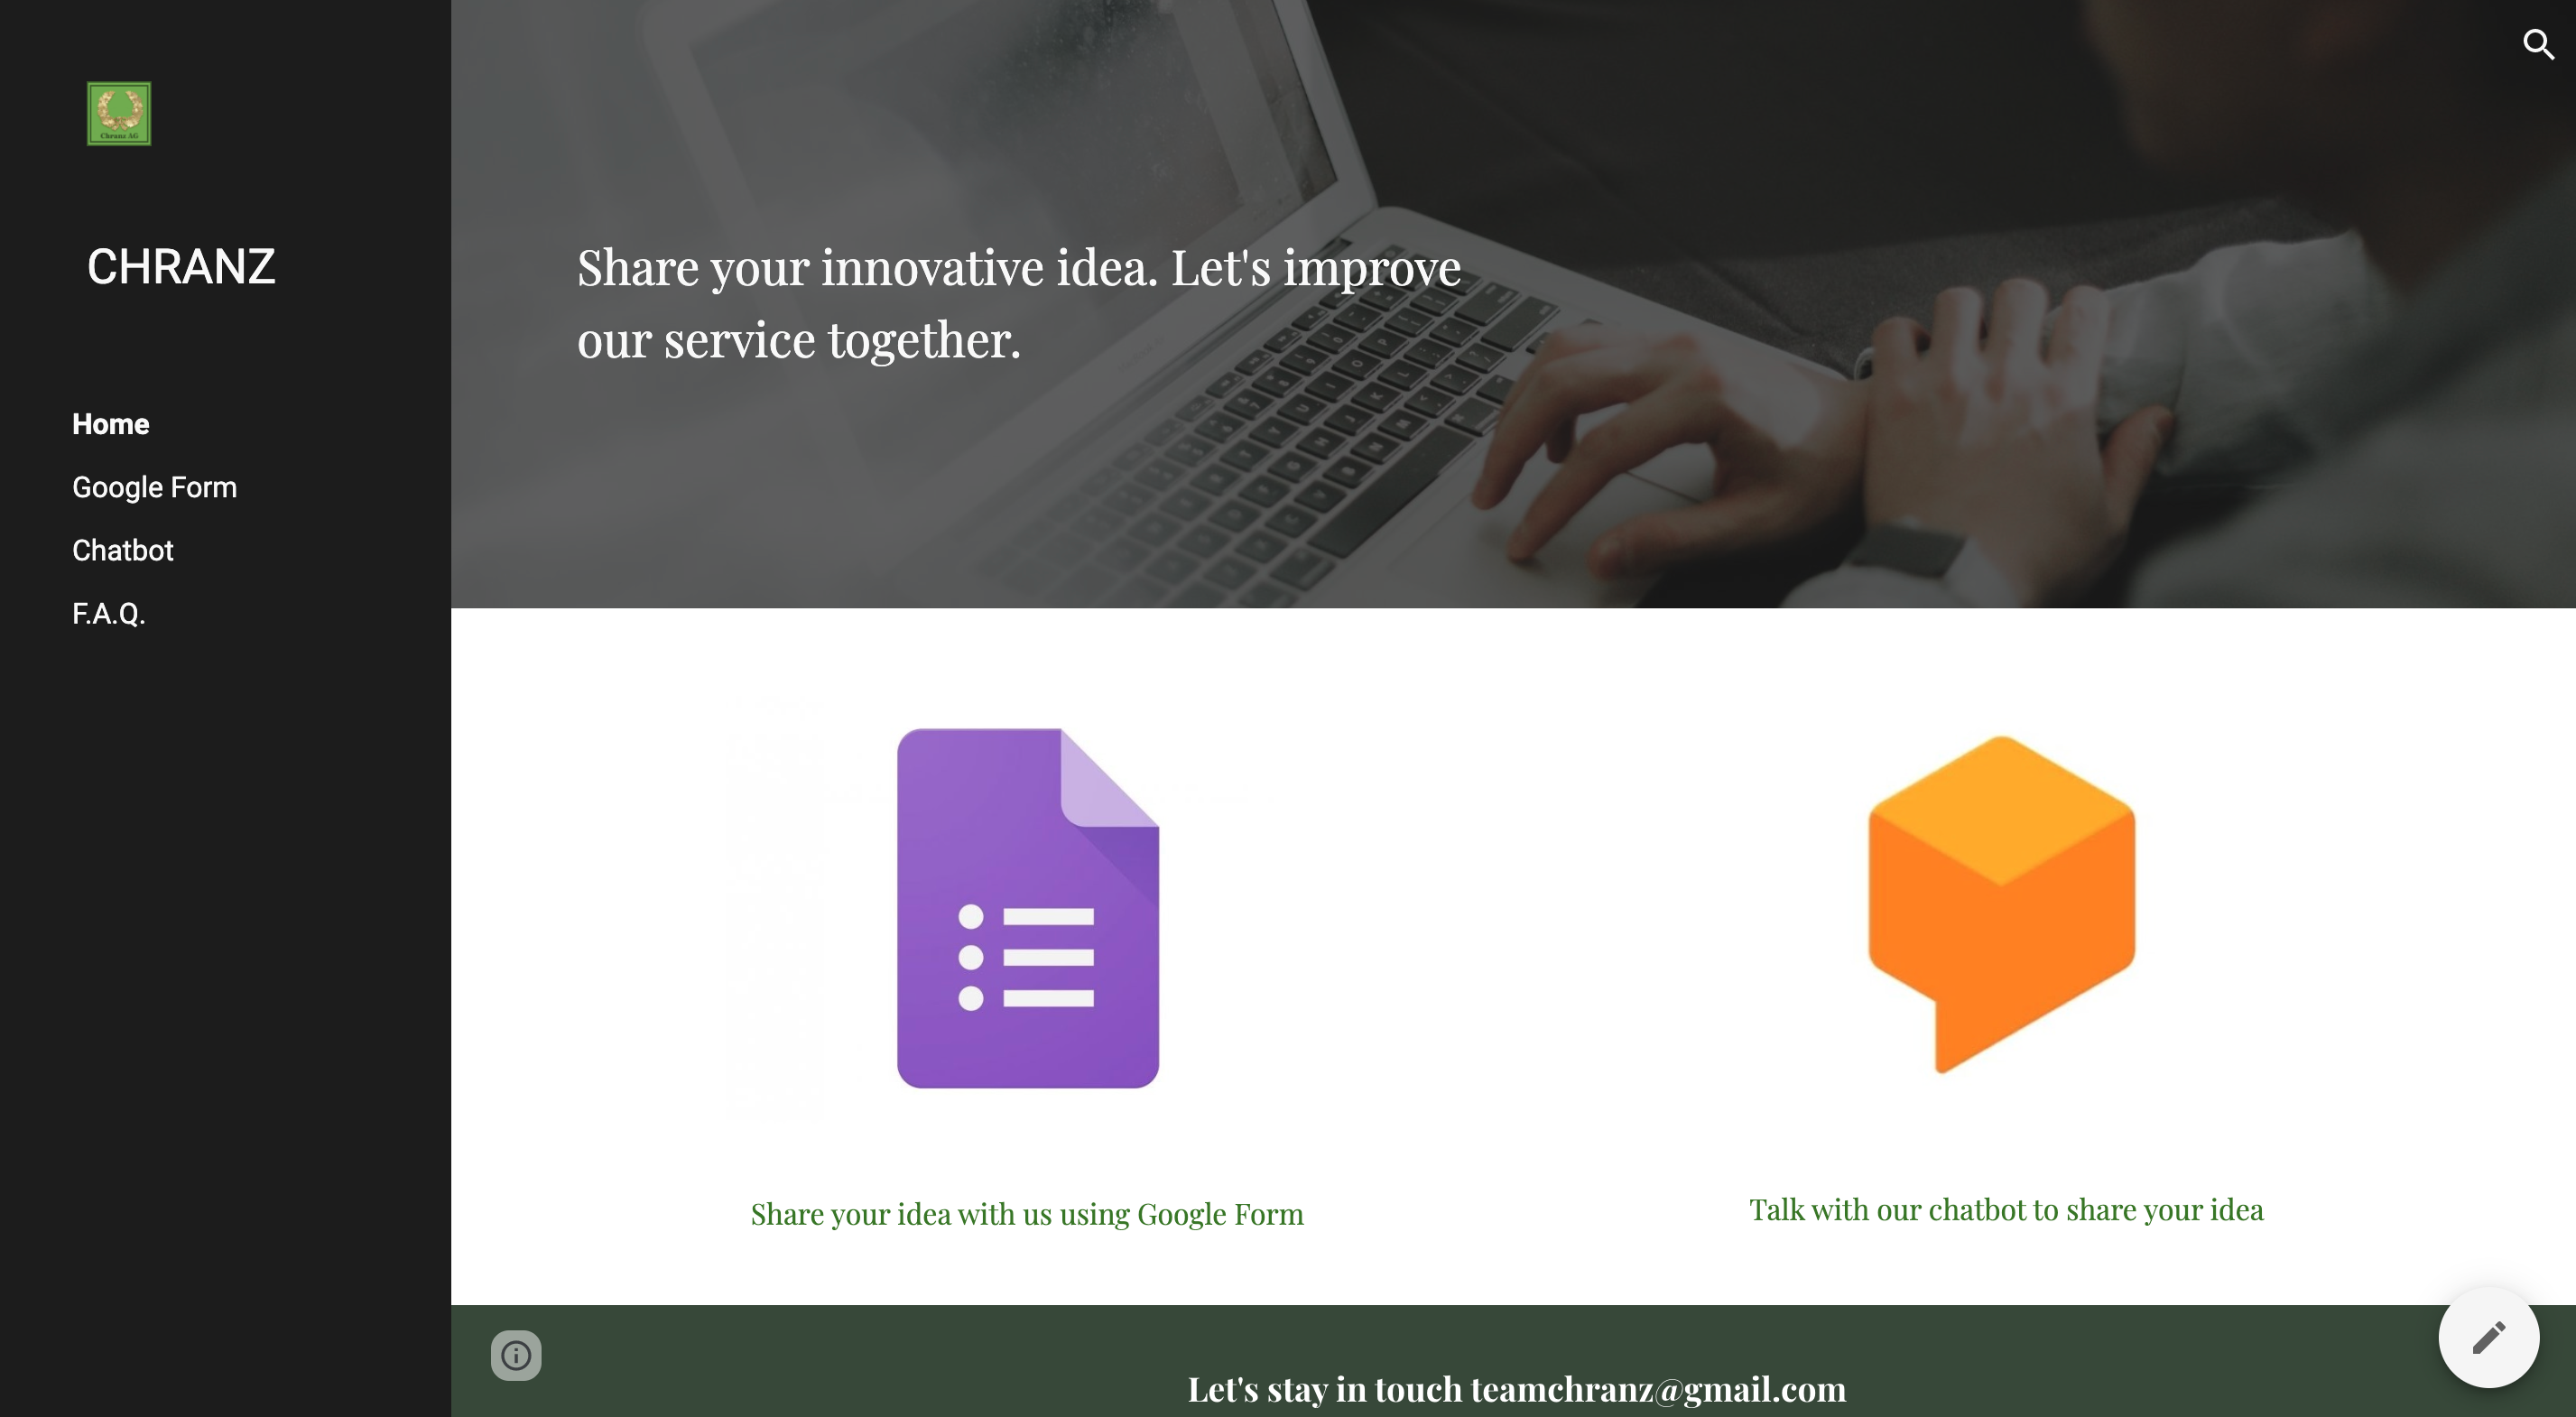 Chranz AG
CHRANZ
Home
Google Form
Chatbot
F.A.Q.
Share your innovative idea. Let's improve
our service together.
Share your idea with us using Google Form
Talk with our chatbot to share your idea
Let's stay in touch teamchranz@gmail.com